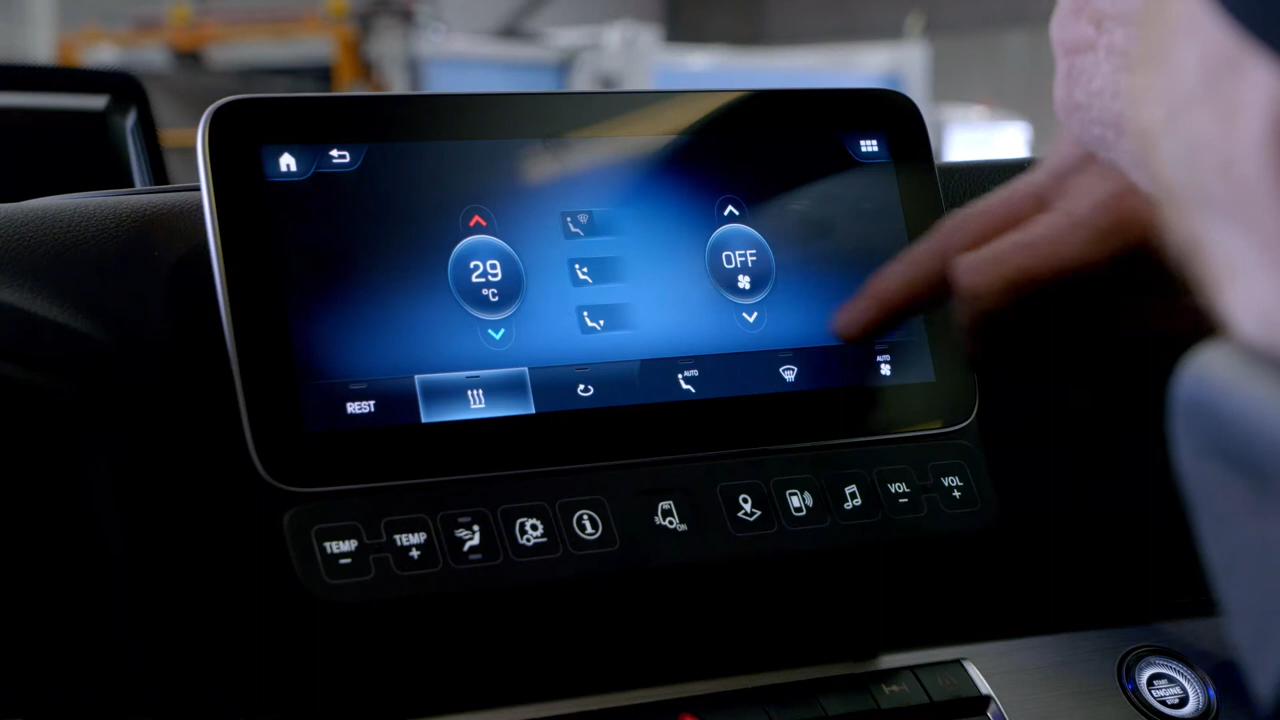 29
°C
OFF
REST
AUTO
AUTO
TEMP
–
TEMP
+
ON
VOL
–
VOL
+
START
ENGINE
STOP